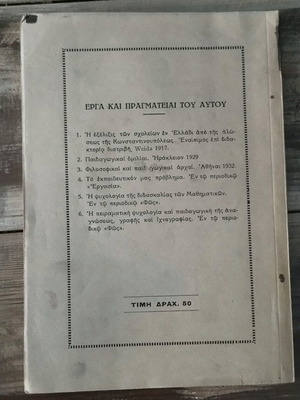 ΕΡΓΑ ΚΑΙ ΠΡΑΓΜΑΤΕΙΑΙ ΤΟΥ ΑΥΤΟΥ
1. Ἡ ἐξέλιξις τῶν σχολείων ἐν Ἑλλάδι ἀπὸ τῆς ἁλώ-
σεως τῆς Κωνσταντινουπόλεως. Ἐναίσιμος ἐπὶ διδα-
κτορίᾳ διατριβή, 1917.
2. Παιδαγωγικαὶ ὁμιλίαι. Ἡράκλειον 1929
3. Φιλοσοφικαὶ καὶ παιδαγωγικαὶ ἀρχαί. Ἀθῆναι 1932.
4. Τὸ ἐκπαιδευτικόν μας πρόβλημα. Ἐν τῷ περιοδικῷ
«Ἐργασία».
5. Ἡ ψυχολογία τῆς διδασκαλίας τῶν Μαθηματικῶν.
Ἐν τῷ περιοδικῷ «Φῶς».
6. Ἡ πειραματικὴ ψυχολογία καὶ παιδαγωγικὴ τῆς ἀνα-
γνώσεως, γραφῆς καὶ ἰχνογραφίας. Ἐν τῷ περιο-
δικῷ «Φῶς».
ΤΙΜΗ ΔΡΑΧ. 50